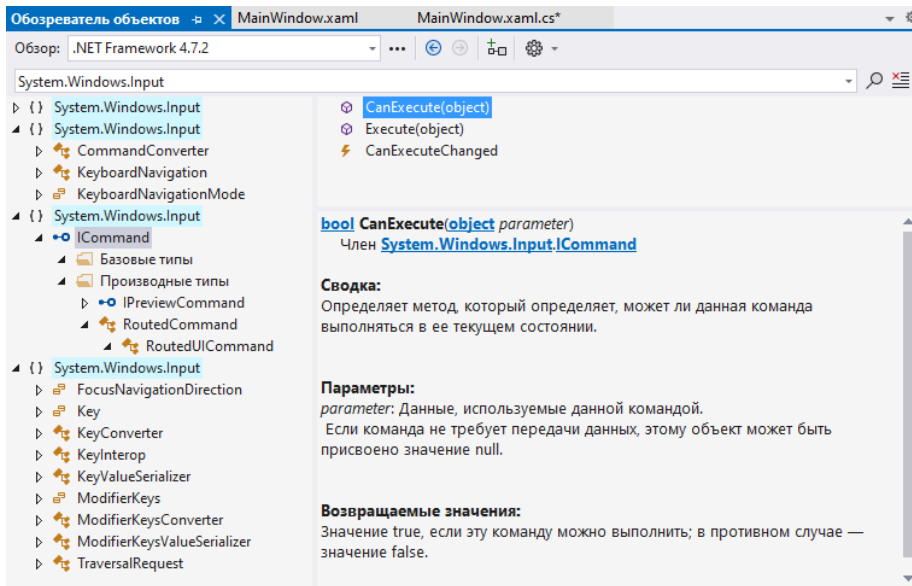 Обозреватель объектов
MainWindow.xaml
MainWindow.xaml.cs*
Обзор: .NET Framework 4.7.2
System.Windows.Input
{ } System.Windows.Input
{ } System.Windows.Input
CommandConverter
KeyboardNavigation
KeyboardNavigationMode
{ } System.Windows.Input
ICommand
Базовые типы
Производные типы
IPreviewCommand
RoutedCommand
RoutedUICommand
{ } System.Windows.Input
FocusNavigationDirection
Key
KeyConverter
KeyInterop
KeyValueSerializer
ModifierKeys
ModifierKeysConverter
ModifierKeysValueSerializer
TraversalRequest
CanExecute(object)
Execute(object)
CanExecuteChanged
bool CanExecute(object parameter)
Член System.Windows.Input.ICommand
Сводка:
Определяет метод, который определяет, может ли данная команда
выполняться в ее текущем состоянии.
Параметры:
parameter: Данные, используемые данной командой.
Если команда не требует передачи данных, этому объект может быть
присвоено значение null.
Возвращаемые значения:
Значение true, если эту команду можно выполнить; в противном случае —
значение false.